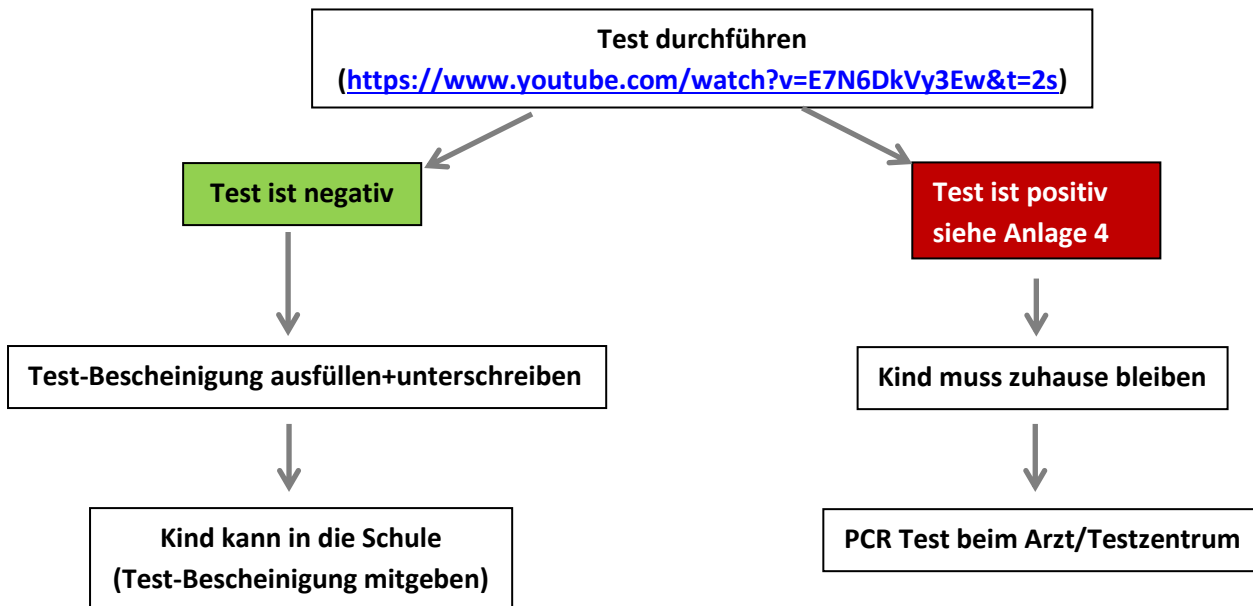 Test durchführen
(https://www.youtube.com/watch?v=E7N6DkVy3Ew&t=2s)
Test ist negativ
Test ist positiv
siehe Anlage 4
Test-Bescheinigung ausfüllen+unterschreiben
Kind muss zuhause bleiben
Kind kann in die Schule
(Test-Bescheinigung mitgeben)
PCR Test beim Arzt/Testzentrum